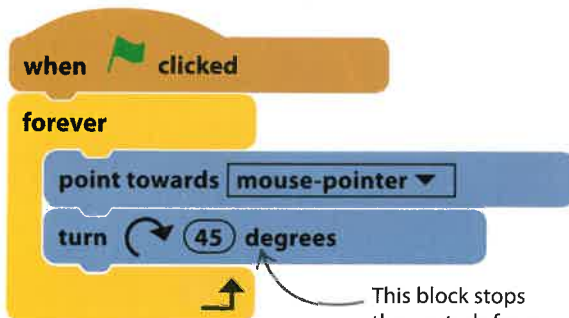 when clicked
forever
point towards mouse-pointer
turn 45 degrees
This block stops